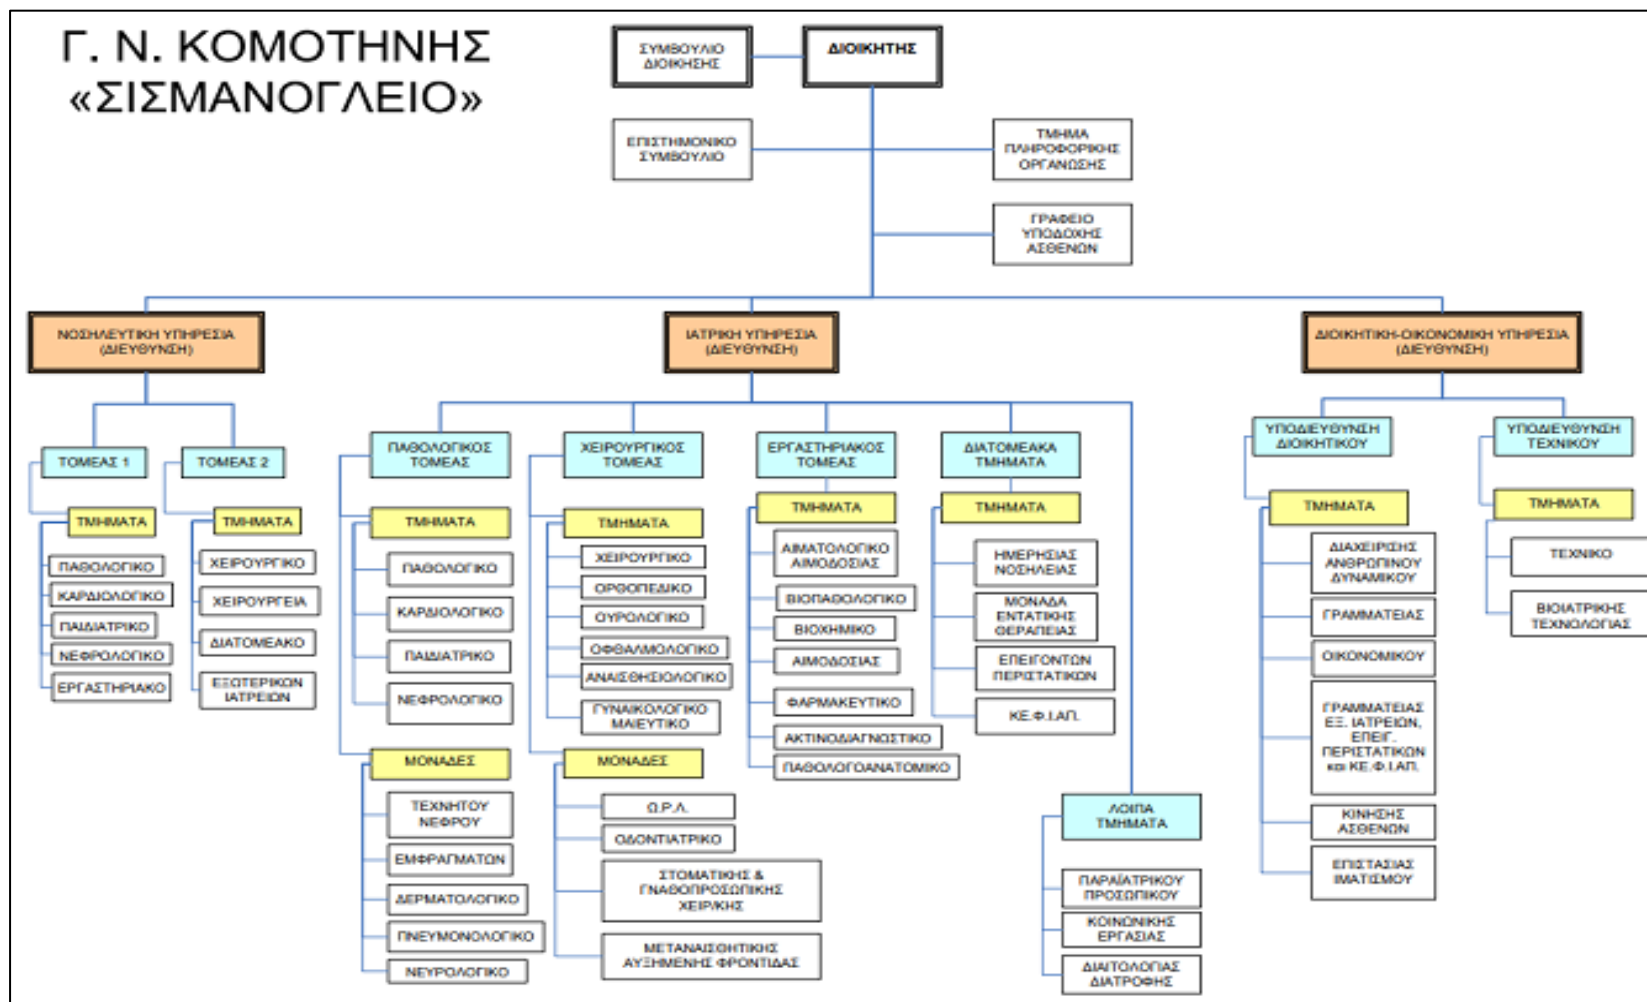 Γ. Ν. ΚΟΜΟΤΗΝΗΣ
«ΣΙΣΜΑΝΟΓΛΕΙΟ»
ΣΥΜΒΟΥΛΙΟ
ΔΙΟΙΚΗΣΗΣ
ΔΙΟΙΚΗΤΗΣ
ΕΠΙΣΤΗΜΟΝΙΚΟ
ΣΥΜΒΟΥΛΙΟ
ΤΜΗΜΑ
ΠΛΗΡΟΦΟΡΙΚΗΣ
ΟΡΓΑΝΩΣΗΣ
ΓΡΑΦΕΙΟ
ΥΠΟΔΟΧΗΣ
ΑΣΘΕΝΩΝ
ΝΟΣΗΛΕΥΤΙΚΗ ΥΠΗΡΕΣΙΑ
(ΔΙΕΥΘΥΝΣΗ)
ΙΑΤΡΙΚΗ ΥΠΗΡΕΣΙΑ
(ΔΙΕΥΘΥΝΣΗ)
ΔΙΟΙΚΗΤΙΚΗ-ΟΙΚΟΝΟΜΙΚΗ ΥΠΗΡΕΣΙΑ
(ΔΙΕΥΘΥΝΣΗ)
ΤΟΜΕΑΣ 1
ΤΜΗΜΑΤΑ
ΠΑΘΟΛΟΓΙΚΟ
ΚΑΡΔΙΟΛΟΓΙΚΟ
ΠΑΙΔΙΑΤΡΙΚΟ
ΝΕΦΡΟΛΟΓΙΚΟ
ΕΡΓΑΣΤΗΡΙΑΚΟ
ΤΟΜΕΑΣ 2
ΤΜΗΜΑΤΑ
ΧΕΙΡΟΥΡΓΙΚΟ
ΧΕΙΡΟΥΡΓΕΙΑ
ΔΙΑΤΟΜΕΑΚΟ
ΕΞΩΤΕΡΙΚΩΝ
ΙΑΤΡΕΙΩΝ
ΠΑΘΟΛΟΓΙΚΟΣ
ΤΟΜΕΑΣ
ΤΜΗΜΑΤΑ
ΠΑΘΟΛΟΓΙΚΟ
ΚΑΡΔΙΟΛΟΓΙΚΟ
ΠΑΙΔΙΑΤΡΙΚΟ
ΝΕΦΡΟΛΟΓΙΚΟ
ΜΟΝΑΔΕΣ
ΤΕΧΝΗΤΟΥ
ΝΕΦΡΟΥ
ΕΜΦΡΑΓΜΑΤΩΝ
ΔΕΡΜΑΤΟΛΟΓΙΚΟ
ΠΝΕΥΜΟΝΟΛΟΓΙΚΟ
ΝΕΥΡΟΛΟΓΙΚΟ
ΧΕΙΡΟΥΡΓΙΚΟΣ
ΤΟΜΕΑΣ
ΤΜΗΜΑΤΑ
ΧΕΙΡΟΥΡΓΙΚΟ
ΟΡΘΟΠΕΔΙΚΟ
ΟΥΡΟΛΟΓΙΚΟ
ΟΦΘΑΛΜΟΛΟΓΙΚΟ
ΑΝΑΙΣΘΗΣΙΟΛΟΓΙΚΟ
ΓΥΝΑΙΚΟΛΟΓΙΚΟ
ΜΑΙΕΥΤΙΚΟ
ΜΟΝΑΔΕΣ
Ω.Ρ.Λ.
ΟΔΟΝΤΙΑΤΡΙΚΟ
ΣΤΟΜΑΤΙΚΗΣ &
ΓΝΑΘΟΠΡΟΣΩΠΙΚΗΣ
ΧΕΙΡ/ΚΗΣ
ΜΕΤΑΝΑΙΣΘΗΤΙΚΗΣ
ΑΥΞΗΜΕΝΗΣ ΦΡΟΝΤΙΔΑΣ
ΕΡΓΑΣΤΗΡΙΑΚΟΣ
ΤΟΜΕΑΣ
ΤΜΗΜΑΤΑ
ΑΙΜΑΤΟΛΟΓΙΚΟ
ΑΙΜΟΔΟΣΙΑΣ
ΒΙΟΠΑΘΟΛΟΓΙΚΟ
ΒΙΟΧΗΜΙΚΟ
ΑΙΜΟΔΟΣΙΑΣ
ΦΑΡΜΑΚΕΥΤΙΚΟ
ΑΚΤΙΝΟΔΙΑΓΝΩΣΤΙΚΟ
ΠΑΘΟΛΟΓΟΑΝΑΤΟΜΙΚΟ
ΔΙΑΤΟΜΕΑΚΑ
ΤΜΗΜΑΤΑ
ΤΜΗΜΑΤΑ
ΗΜΕΡΗΣΙΑΣ
ΝΟΣΗΛΕΙΑΣ
ΜΟΝΑΔΑ
ΕΝΤΑΤΙΚΗΣ
ΘΕΡΑΠΕΙΑΣ
ΕΠΕΙΓΟΝΤΩΝ
ΠΕΡΙΣΤΑΤΙΚΩΝ
ΚΕ.Φ.Ι.ΑΠ.
ΛΟΙΠΑ
ΤΜΗΜΑΤΑ
ΠΑΡΑΪΑΤΡΙΚΟΥ
ΠΡΟΣΩΠΙΚΟΥ
ΚΟΙΝΩΝΙΚΗΣ
ΕΡΓΑΣΙΑΣ
ΔΙΑΙΤΟΛΟΓΙΑΣ
ΔΙΑΤΡΟΦΗΣ
ΥΠΟΔΙΕΥΘΥΝΣΗ
ΔΙΟΙΚΗΤΙΚΟΥ
ΤΜΗΜΑΤΑ
ΔΙΑΧΕΙΡΙΣΗΣ
ΑΝΘΡΩΠΙΝΟΥ
ΔΥΝΑΜΙΚΟΥ
ΓΡΑΜΜΑΤΕΙΑΣ
ΟΙΚΟΝΟΜΙΚΟΥ
ΓΡΑΜΜΑΤΕΙΑΣ
ΕΞ. ΙΑΤΡΕΙΩΝ,
ΕΠΕΙΓ.
ΠΕΡΙΣΤΑΤΙΚΩΝ
και ΚΕ.Φ.Ι.ΑΠ.
ΚΙΝΗΣΗΣ
ΑΣΘΕΝΩΝ
ΕΠΙΣΤΑΣΙΑΣ
ΙΜΑΤΙΣΜΟΥ
ΥΠΟΔΙΕΥΘΥΝΣΗ
ΤΕΧΝΙΚΟΥ
ΤΜΗΜΑΤΑ
ΤΕΧΝΙΚΟ
ΒΙΟΙΑΤΡΙΚΗΣ
ΤΕΧΝΟΛΟΓΙΑΣ